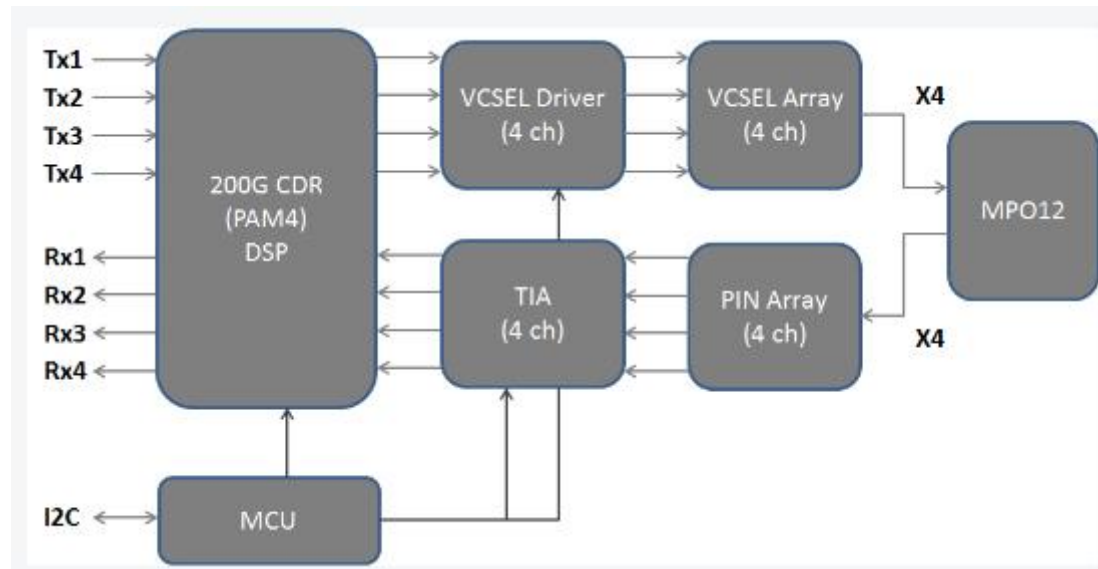 Tx1
Tx2
Tx3
Tx4
Rx1
Rx2
Rx3
Rx4
I2C
200G CDR
(PAM4)
DSP
MCU
VCSEL Driver
(4 ch)
TIA
(4 ch)
VCSEL Array
(4 ch)
PIN Array
(4 ch)
X4
MPO12
X4